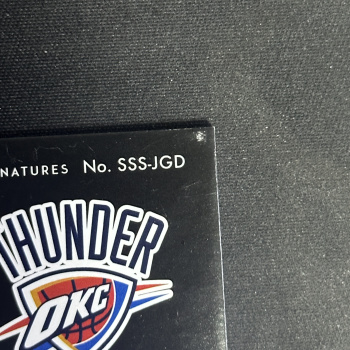 NATURES No. SSS-JGD
THUNDER
OKC